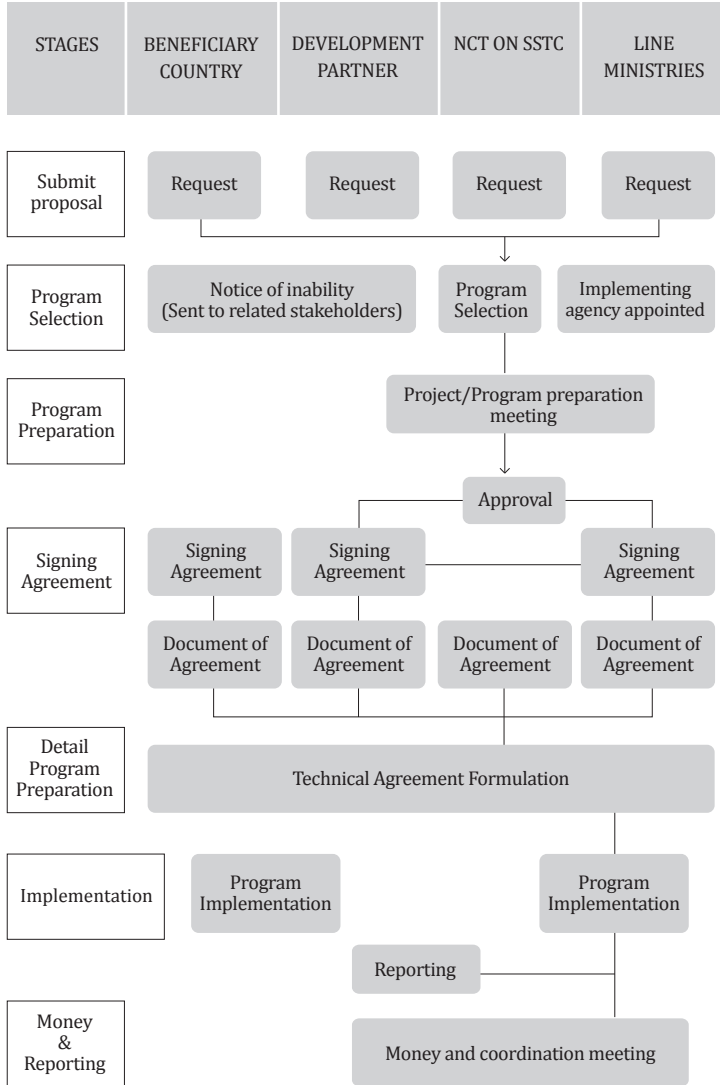 STAGES
BENEFICIARY
COUNTRY
DEVELOPMENT
PARTNER
NCT ON SSTC
LINE
MINISTRIES
Submit
proposal
Request
Request
Request
Request
Program
Selection
Notice of inability
(Sent to related stakeholders)
Program
Selection
Implementing
agency appointed
Program
Preparation
Project/Program preparation
meeting
Approval
Signing
Agreement
Signing
Agreement
Signing
Agreement
Signing
Agreement
Document of
Agreement
Document of
Agreement
Document of
Agreement
Document of
Agreement
Detail
Program
Preparation
Technical Agreement Formulation
Implementation
Program
Implementation
Program
Implementation
Reporting
Money
&
Reporting
Money and coordination meeting